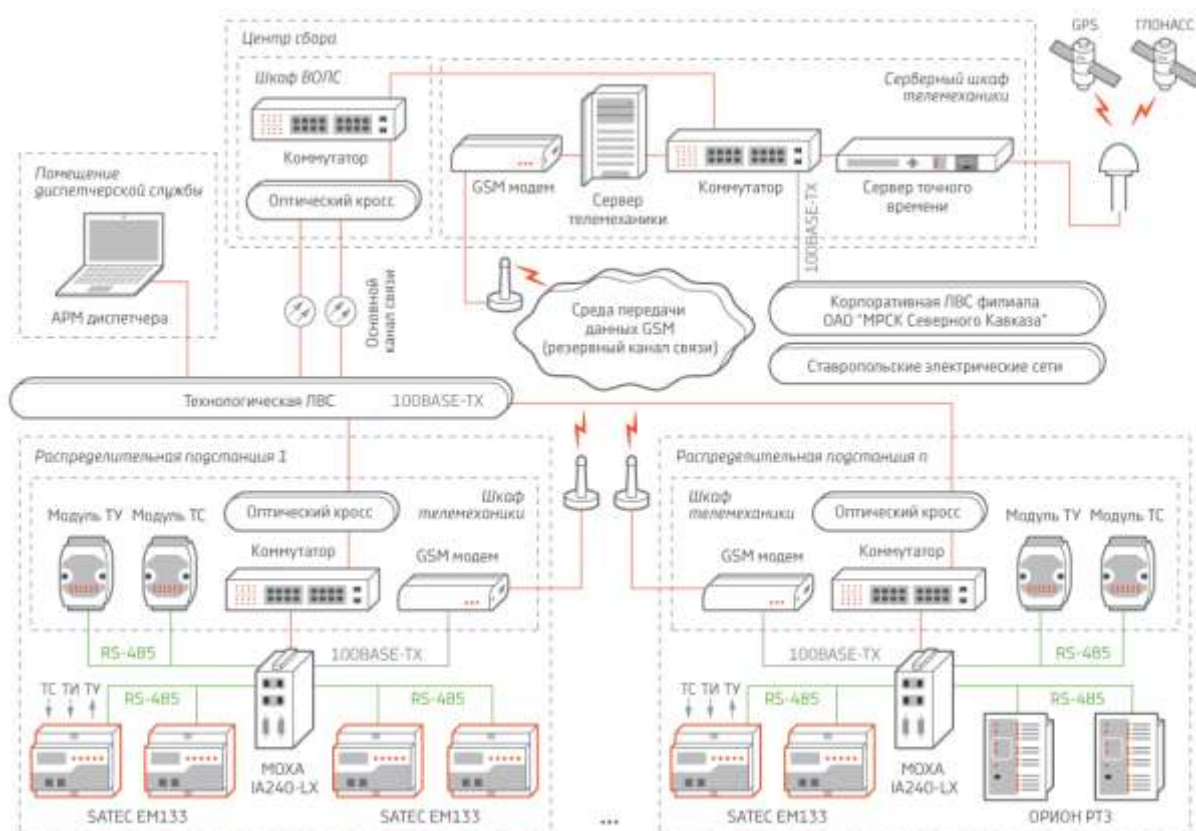 GPS
ГЛОНАСС
Центр сбора
Шкаф ВОЛС
Коммутатор
Оптический кросс
Серверный шкаф
телемеханики
GSM модем
Сервер
телемеханики
Коммутатор
Сервер точного
времени
100BASE-TX
Помещение
диспетчерской службы
АРМ диспетчера
Основной
канал связи
Среда передачи
данных GSM
(резервный канал связи)
Корпоративная ЛВС филиала
ОАО "МРСК Северного Кавказа"
Ставропольские электрические сети
Технологическая ЛВС
100BASE-TX
Распределительная подстанция 1
Шкаф
телемеханики
Модуль ТУ
Модуль ТС
Оптический кросс
Коммутатор
GSM модем
RS-485
100BASE-TX
ТС ТИ ТУ
RS-485
RS-485
SATEC EM133
MOXA
IA240-LX
SATEC EM133
...
Распределительная подстанция n
Шкаф
телемеханики
Оптический кросс
Модуль ТУ
Модуль ТС
GSM модем
Коммутатор
100BASE-TX
RS-485
ТС ТИ ТУ
RS-485
RS-485
SATEC EM133
MOXA
IA240-LX
ОРИОН РТЗ